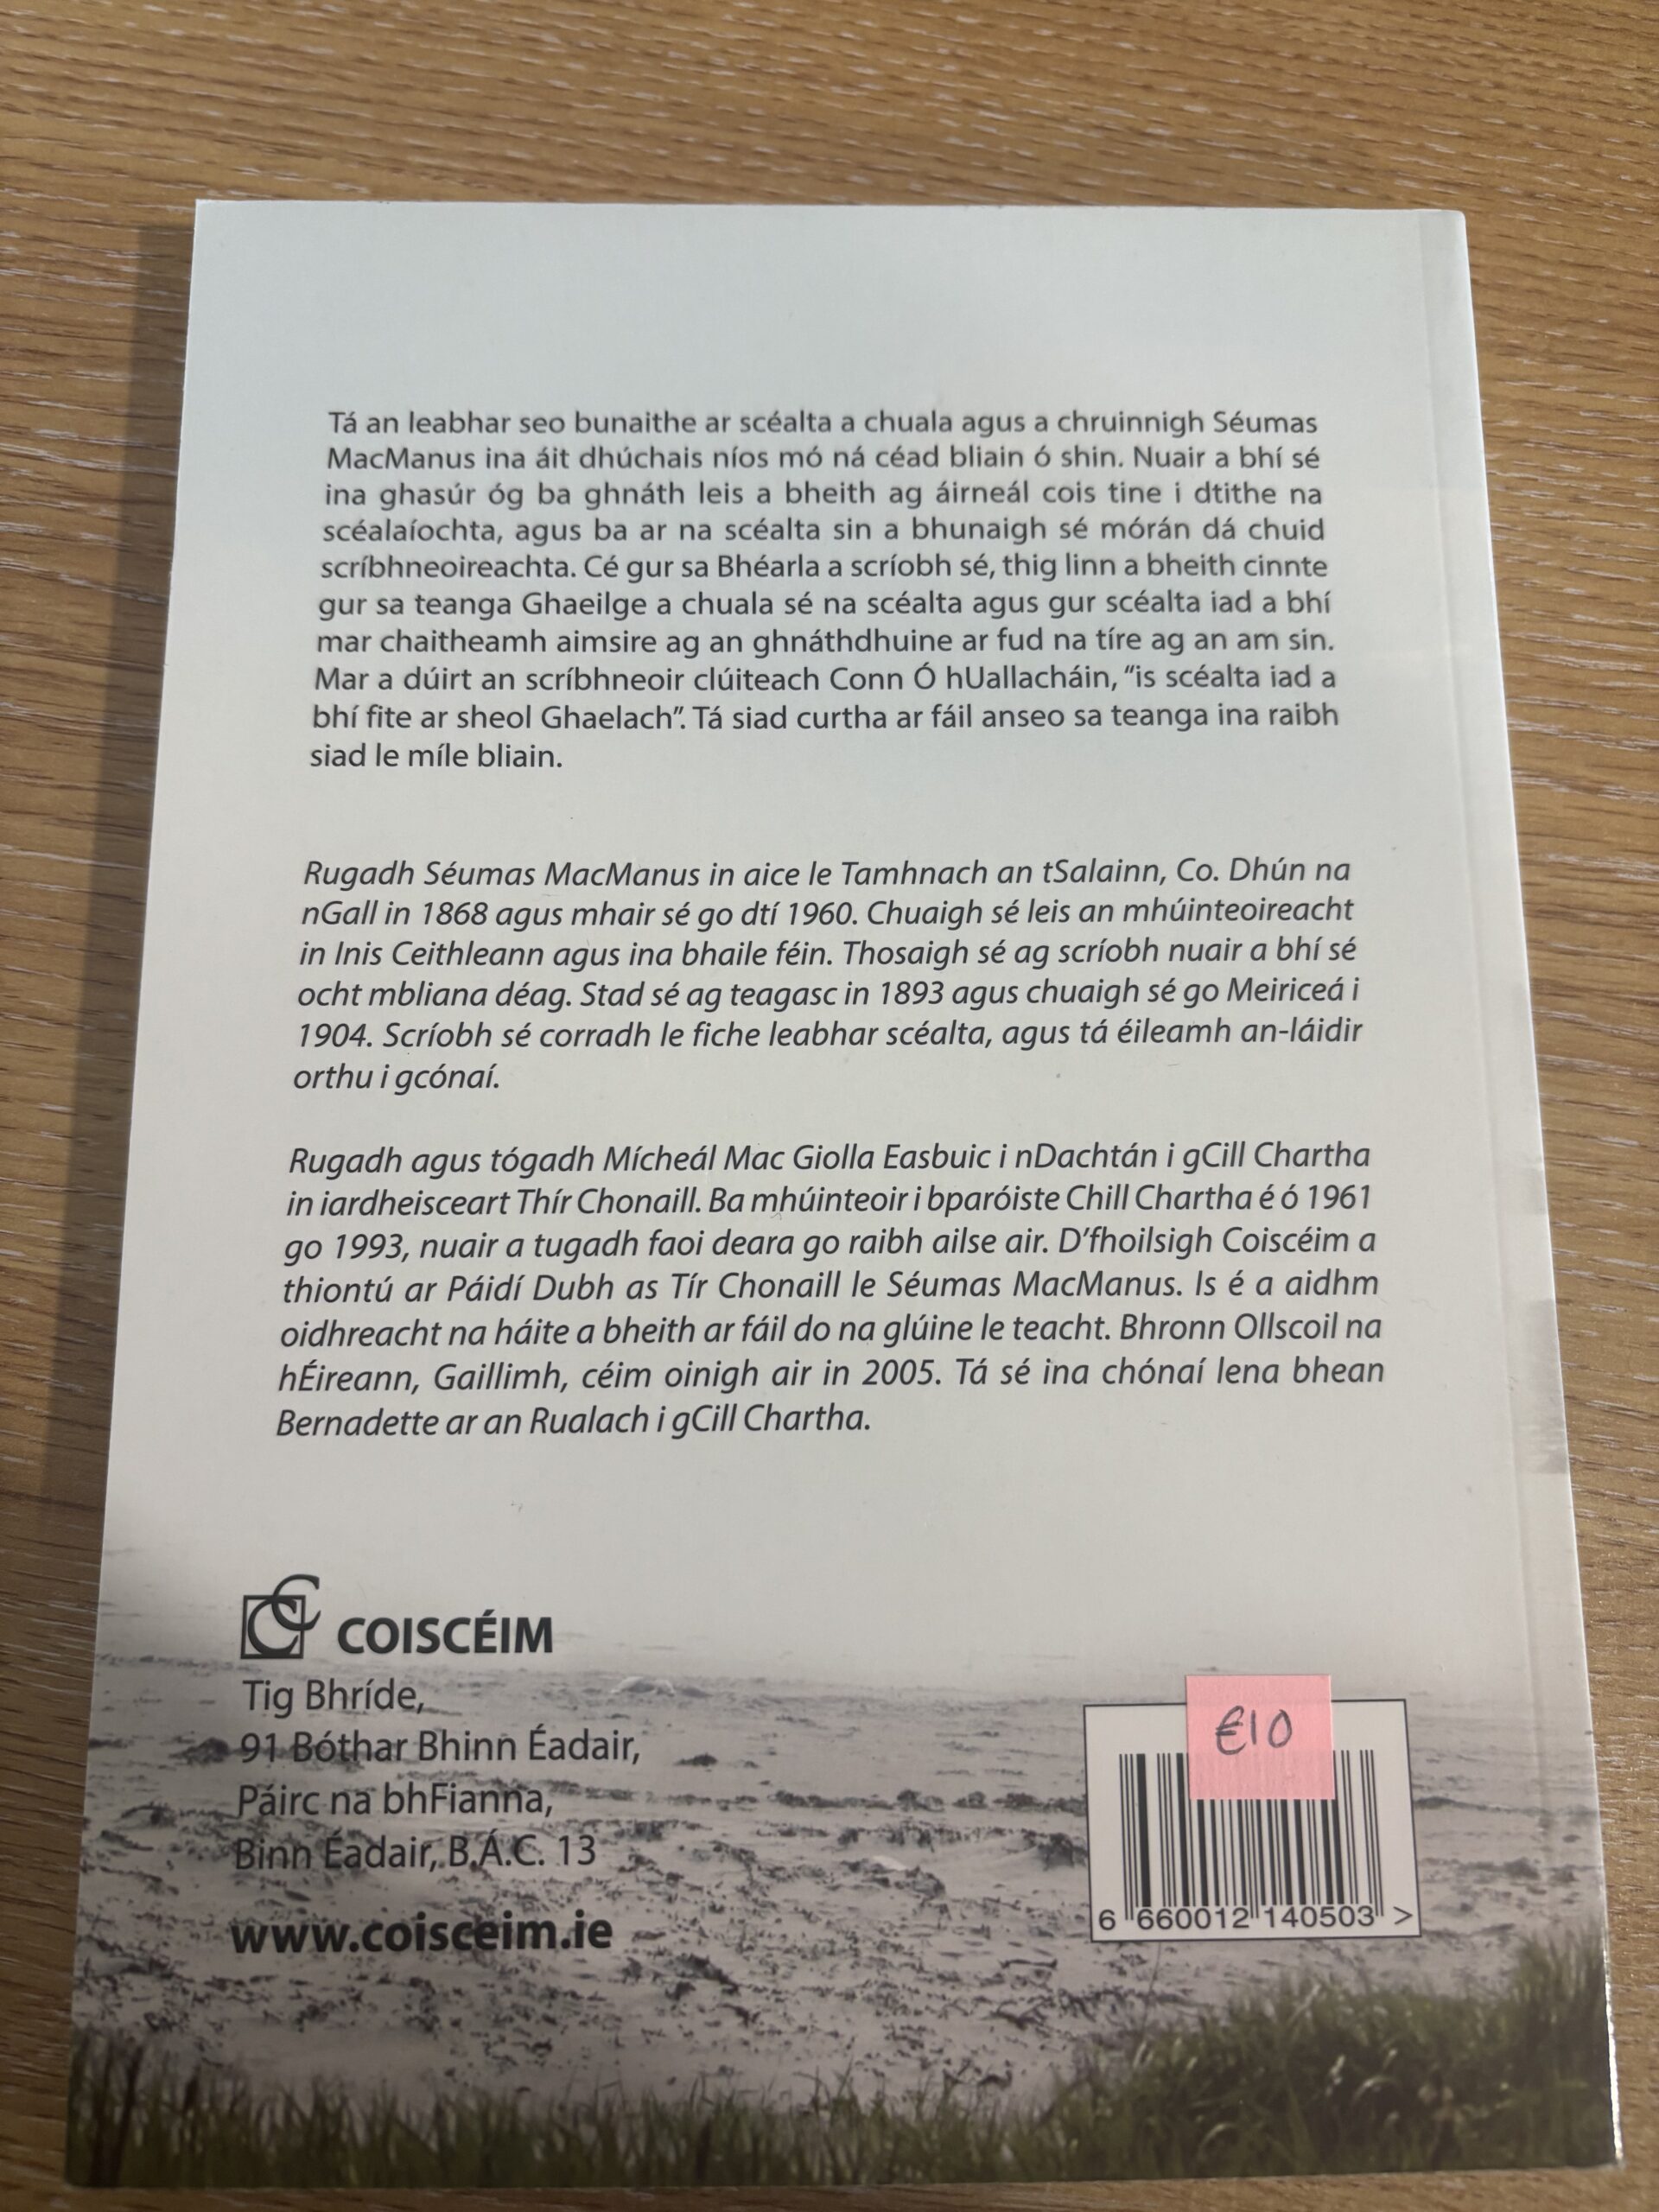 Tá an leabhar seo bunaithe ar scéalta a chuala agus a chruinnigh Séumas
MacManus ina áit dhúchais níos mó ná céad bliain ó shin. Nuair a bhí sé
ina ghasúr óg ba ghnáth leis a bheith ag áirneál cois tine i dtithe na
scéalaíochta, agus ba ar na scéalta sin a bhunaigh sé mórán dá chuid
scríbhneoireachta. Cé gur sa Bhéarla a scríobh sé, thig linn a bheith cinnte
gur sa teanga Ghaeilge a chuala sé na scéalta agus gur scéalta iad a bhí
mar chaitheamh aimsire ag an ghnáthdhuine ar fud na tíre ag an am sin.
Mar a dúirt an scríbhneoir clúiteach Conn Ó hUallacháin, “is scéalta iad a
bhí fite ar sheol Ghaelach”. Tá siad curtha ar fáil anseo sa teanga ina raibh
siad le míle bliain.
Rugadh Séumas MacManus in aice le Tamhnach an tSalainn, Co. Dhún na
nGall in 1868 agus mhair sé go dtí 1960. Chuaigh sé leis an mhúinteoireacht
in Inis Ceithleann agus ina bhaile féin. Thosaigh sé ag scríobh nuair a bhí sé
ocht mbliana déag. Stad sé ag teagasc in 1893 agus chuaigh sé go Meiriceá i
1904. Scríobh sé corradh le fiche leabhar scéalta, agus tá éileamh an-láidir
orthu i gcónaí.
Rugadh agus tógadh Mícheál Mac Giolla Easbuic i nDachtán i gCill Chartha
in iardheisceart Thír Chonaill. Ba mhúinteoir i bparóiste Chill Chartha é ó 1961
go 1993, nuair a tugadh faoi deara go raibh ailse air. D’fhoilsigh Coiscéim a
thiontú ar Páidí Dubh as Tír Chonaill le Séumas MacManus. Is é a aidhm
oidhreacht na háite a bheith ar fáil do na glúine le teacht. Bhronn Ollscoil na
hÉireann, Gaillimh, céim oinigh air in 2005. Tá sé ina chónaí lena bhean
Bernadette ar an Rualach i gCill Chartha.
COISCÉIM
Tig Bhríde,
91 Bóthar Bhinn Éadair,
Páirc na bhFianna,
Binn Éadair, B.Á.C. 13
www.coisceim.ie
€10
6 660012 140503 >